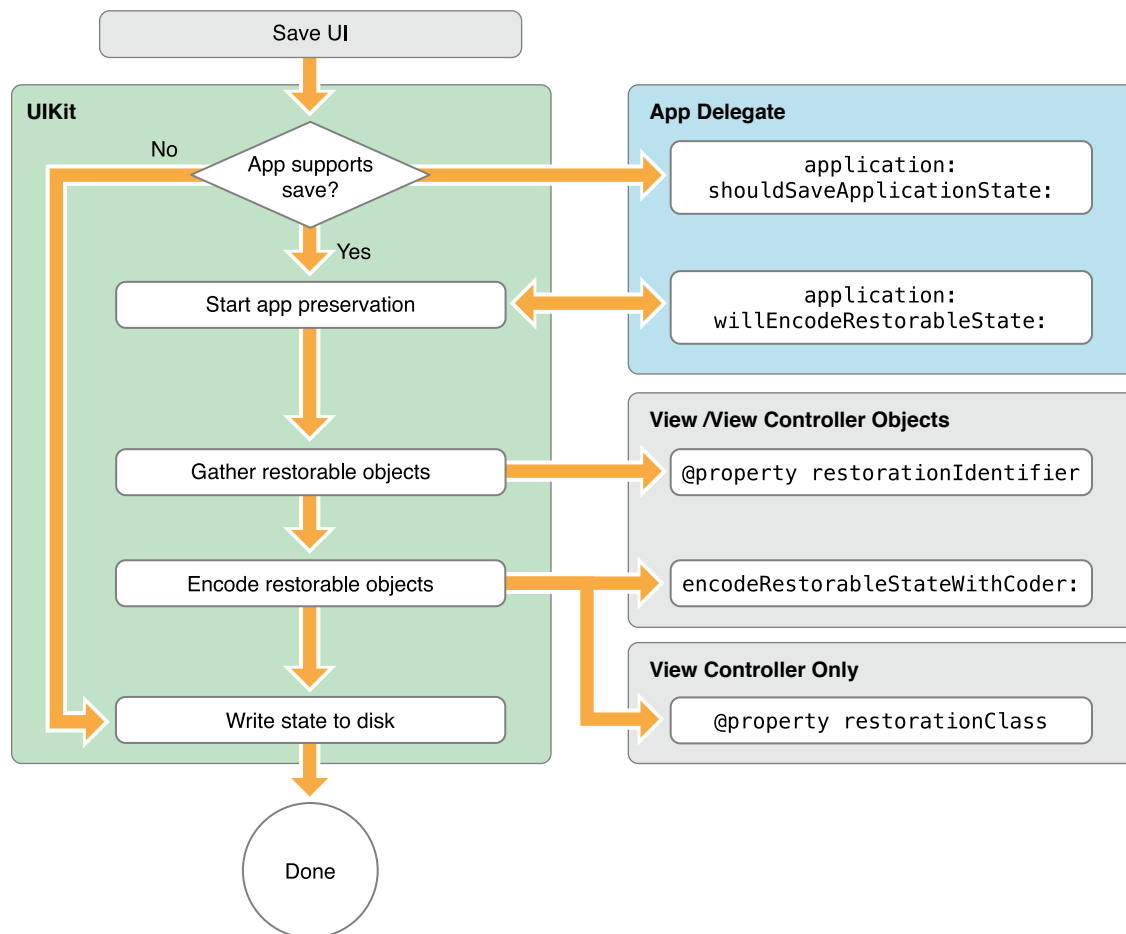 Save UI
UIKit
No
App supports
save?
Yes
Start app preservation
Gather restorable objects
Encode restorable objects
Write state to disk
Done
App Delegate
application:
shouldSaveApplicationState:
application:
willEncodeRestorableState:
View /View Controller Objects
@property restorationIdentifier
encodeRestorableStateWithCoder:
View Controller Only
@property restorationClass